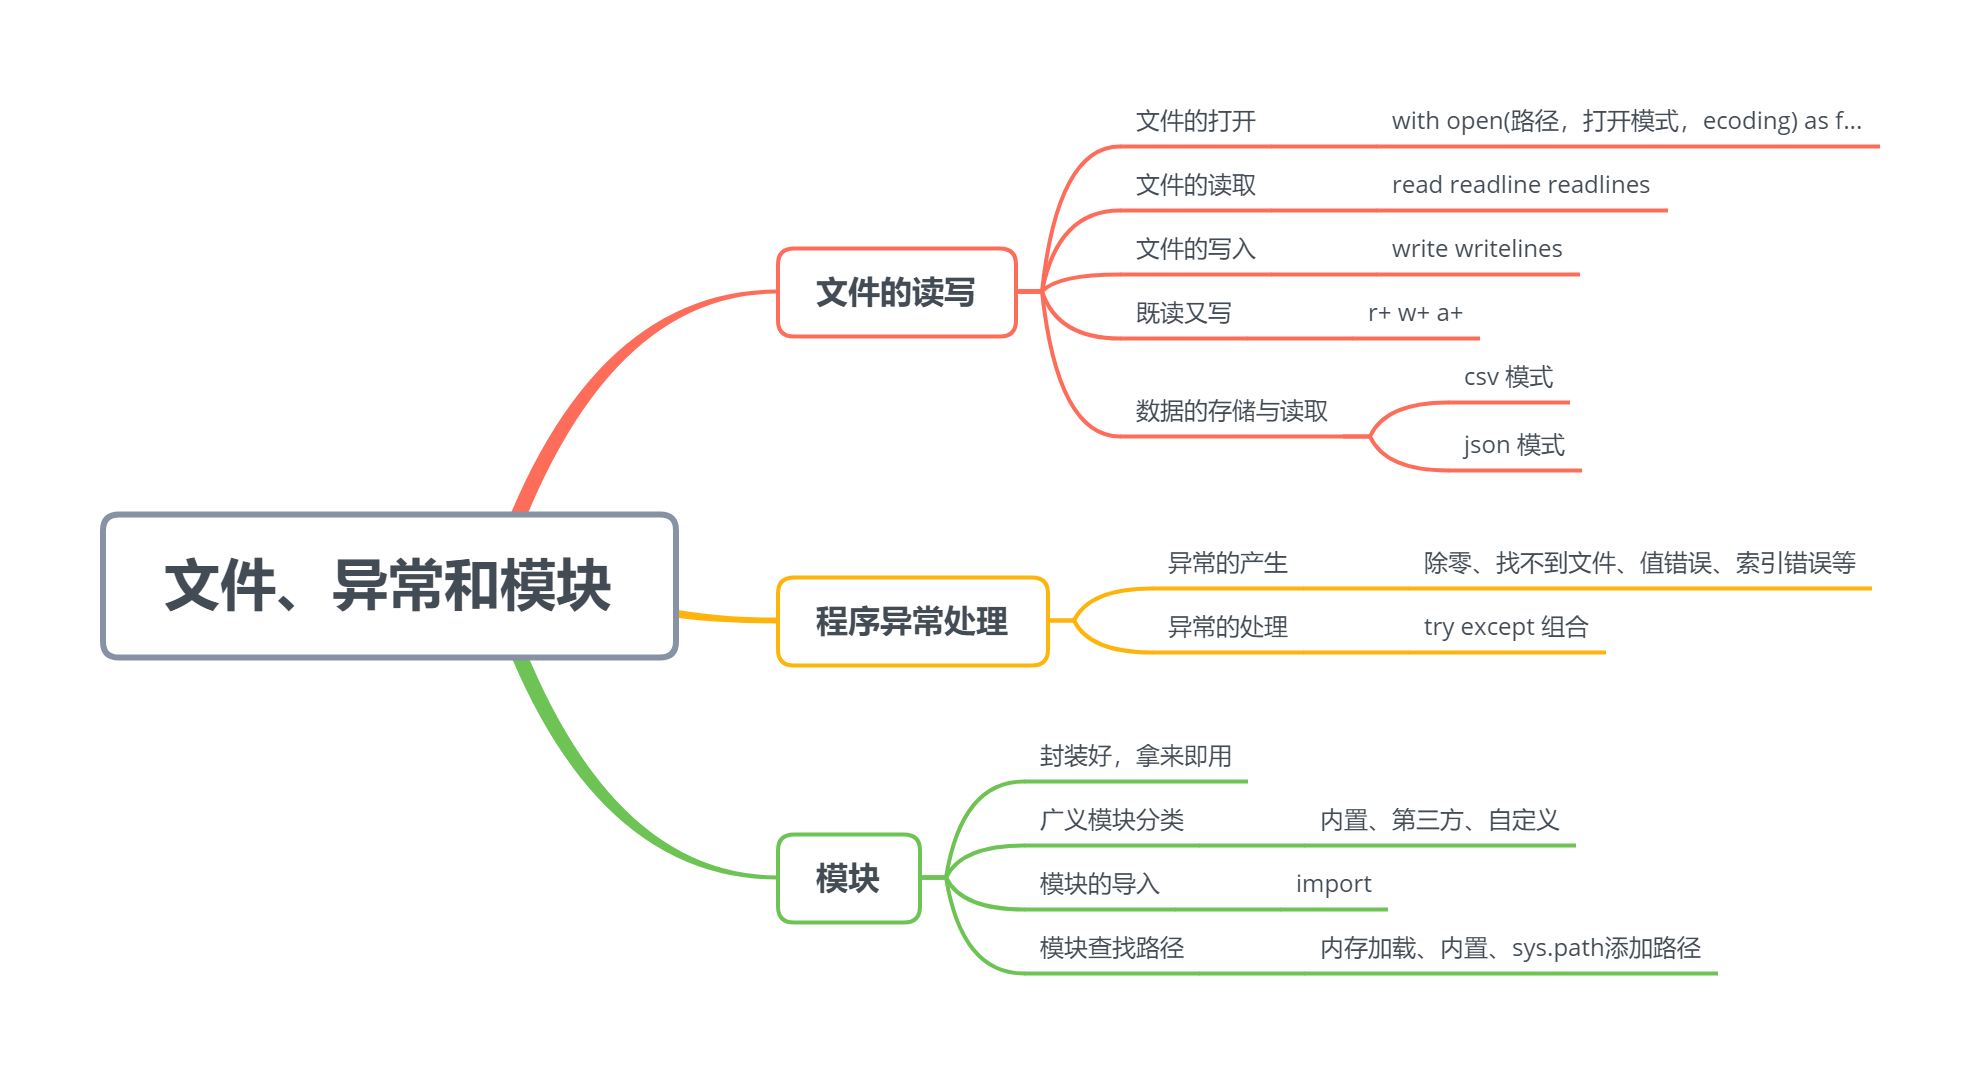 文件、异常和模块
文件的读写
文件的打开
with open(路径，打开模式，ecoding) as f...
文件的读取
read readline readlines
文件的写入
write writelines
既读又写
r+ w+ a+
数据的存储与读取
csv 模式
json 模式
程序异常处理
异常的产生
除零、找不到文件、值错误、索引错误等
异常的处理
try except 组合
模块
封装好，拿来即用
广义模块分类
内置、第三方、自定义
模块的导入
import
模块查找路径
内存加载、内置、sys.path添加路径